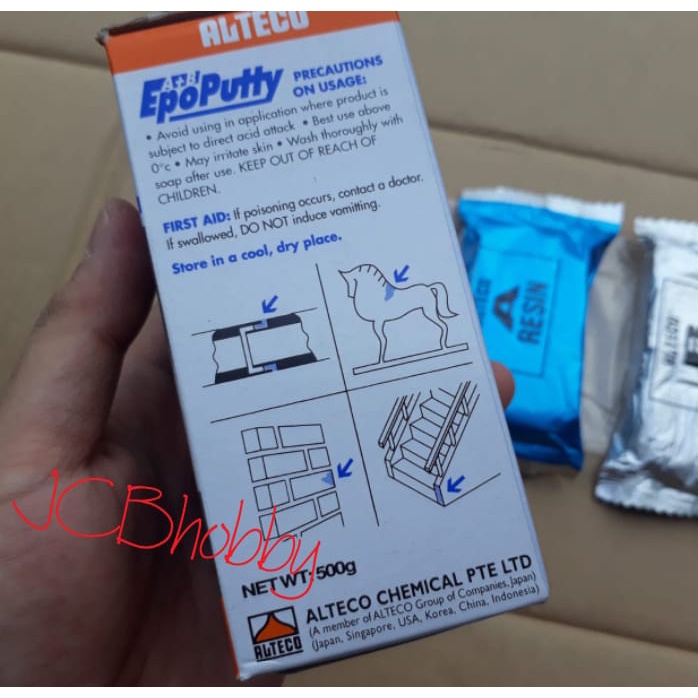 ALTECO
A+B
EpoPutty
PRECAUTIONS
ON USAGE:
• Avoid using in application where product is
subject to direct acid attack • Best use above
0°c • May irritate skin • Wash thoroughly with
soap after use. KEEP OUT OF REACH OF
CHILDREN.
FIRST AID: If poisoning occurs, contact a doctor.
If swallowed, DO NOT induce vomitting.
Store in a cool, dry place.
JCBhobby
NET WT: 500g
ALTECO
ALTECO CHEMICAL PTE LTD
(A member of ALTECO Group of Companies, Japan)
(Japan, Singapore, USA, Korea, China, Indonesia)
ALTECO
A
RESIN
ALTECO